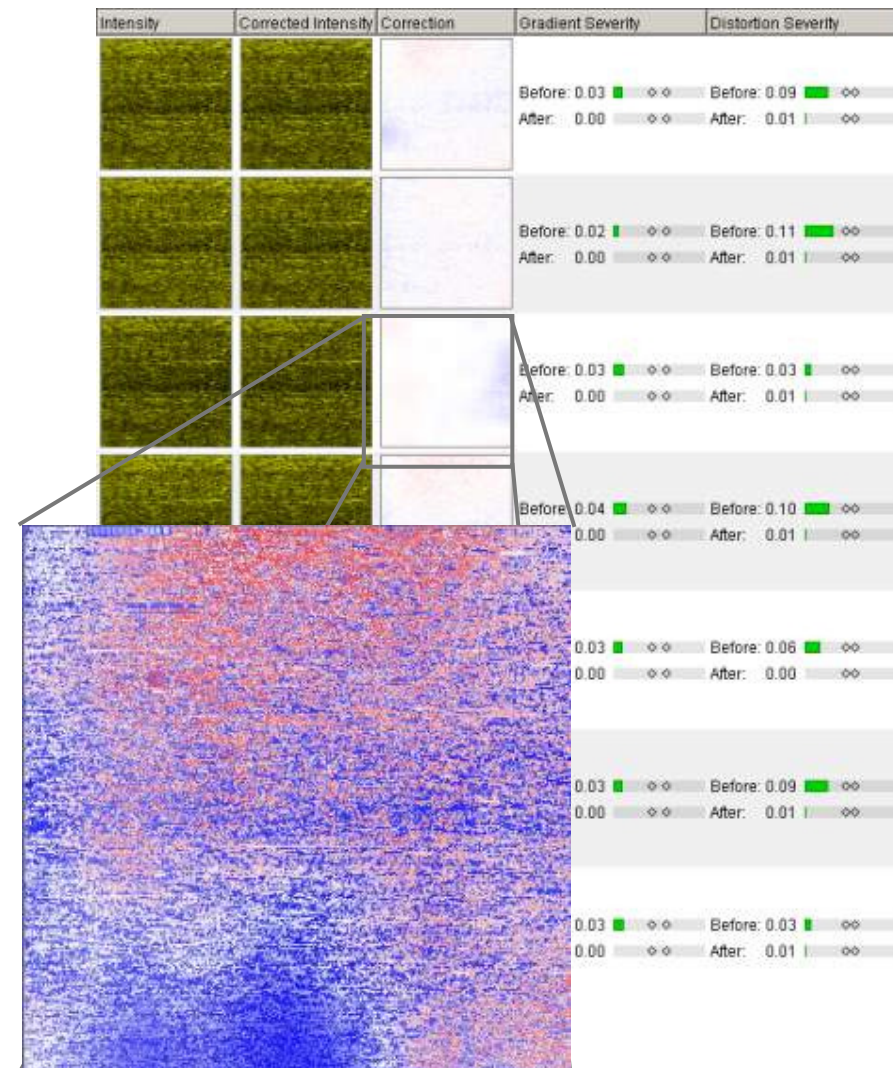 Intensity Corrected Intensity Correction Gradient Severity Distortion Severity
Before: 0.03 Before: 0.09
After: 0.00 After: 0.01
Before: 0.02 Before: 0.11
After: 0.00 After: 0.01
Before: 0.03 Before: 0.03
After: 0.00 After: 0.01
Before: 0.04 Before: 0.10
0.00 After: 0.01
0.03 Before: 0.06
0.00 After: 0.00
0.03 Before: 0.09
0.00 After: 0.01
0.03 Before: 0.03
0.00 After: 0.01